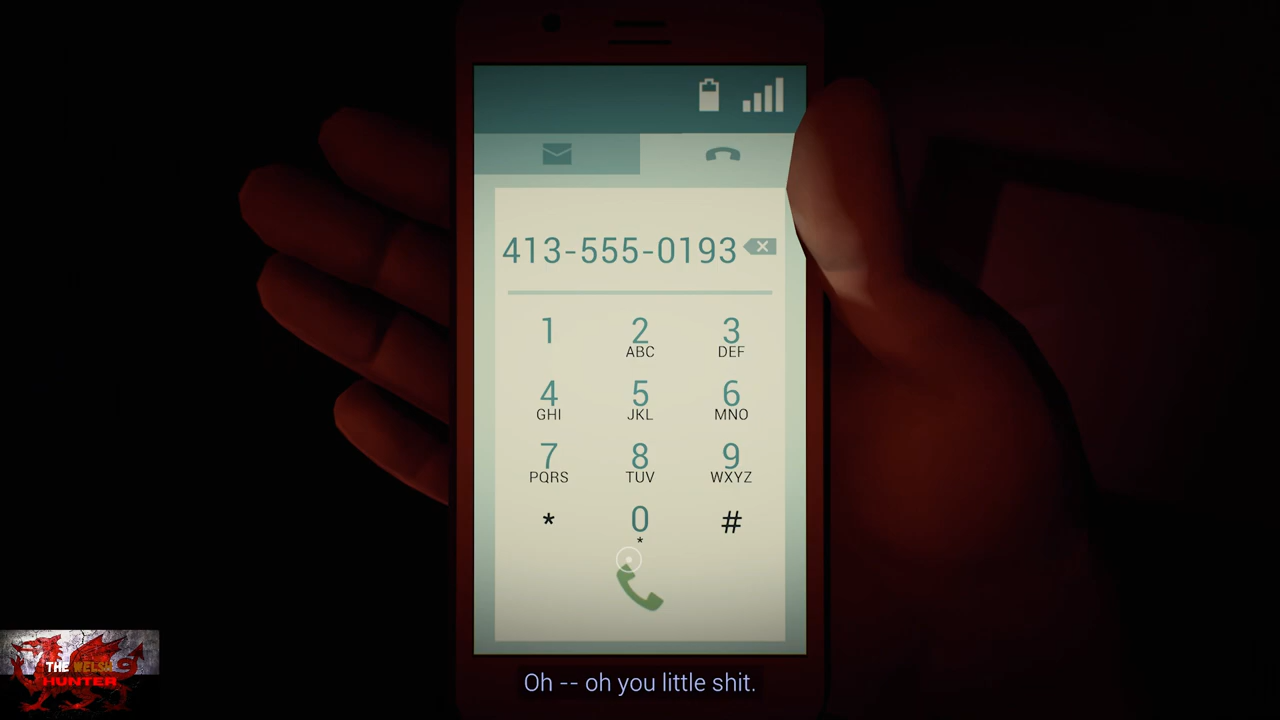 413-555-0193
1
2
3
ABC
DEF
4
5
6
GHI
JKL
MNO
7
8
9
PQRS
TUV
WXYZ
*
0
#
*
Oh -- oh you little shit.
THE WELSH
HUNTER